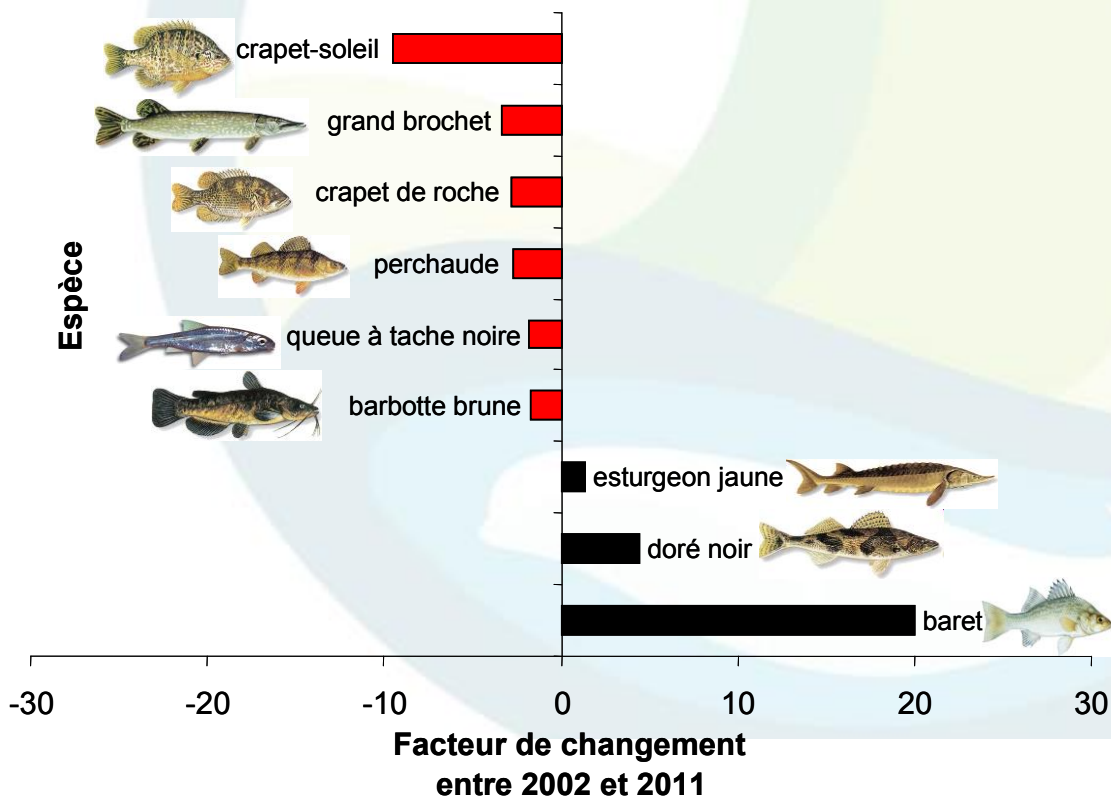 crapet-soleil
grand brochet
crapet de roche
perchaude
queue à tache noire
barbotte brune
esturgeon jaune
doré noir
baret
Espèce
-30 -20 -10 0 10 20 30
Facteur de changement
entre 2002 et 2011